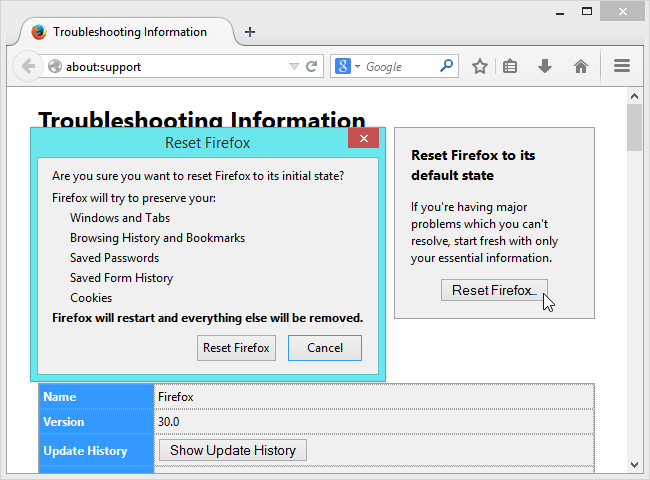 Troubleshooting Information
about:support
Google
Troubleshooting Information
Reset Firefox
Are you sure you want to reset Firefox to its initial state?
Firefox will try to preserve your:
Windows and Tabs
Browsing History and Bookmarks
Saved Passwords
Saved Form History
Cookies
Firefox will restart and everything else will be removed.
Reset Firefox
Cancel
Reset Firefox to its
default state
If you're having major
problems which you can't
resolve, start fresh with only
your essential information.
Reset Firefox...
Name Firefox
Version 30.0
Update History Show Update History